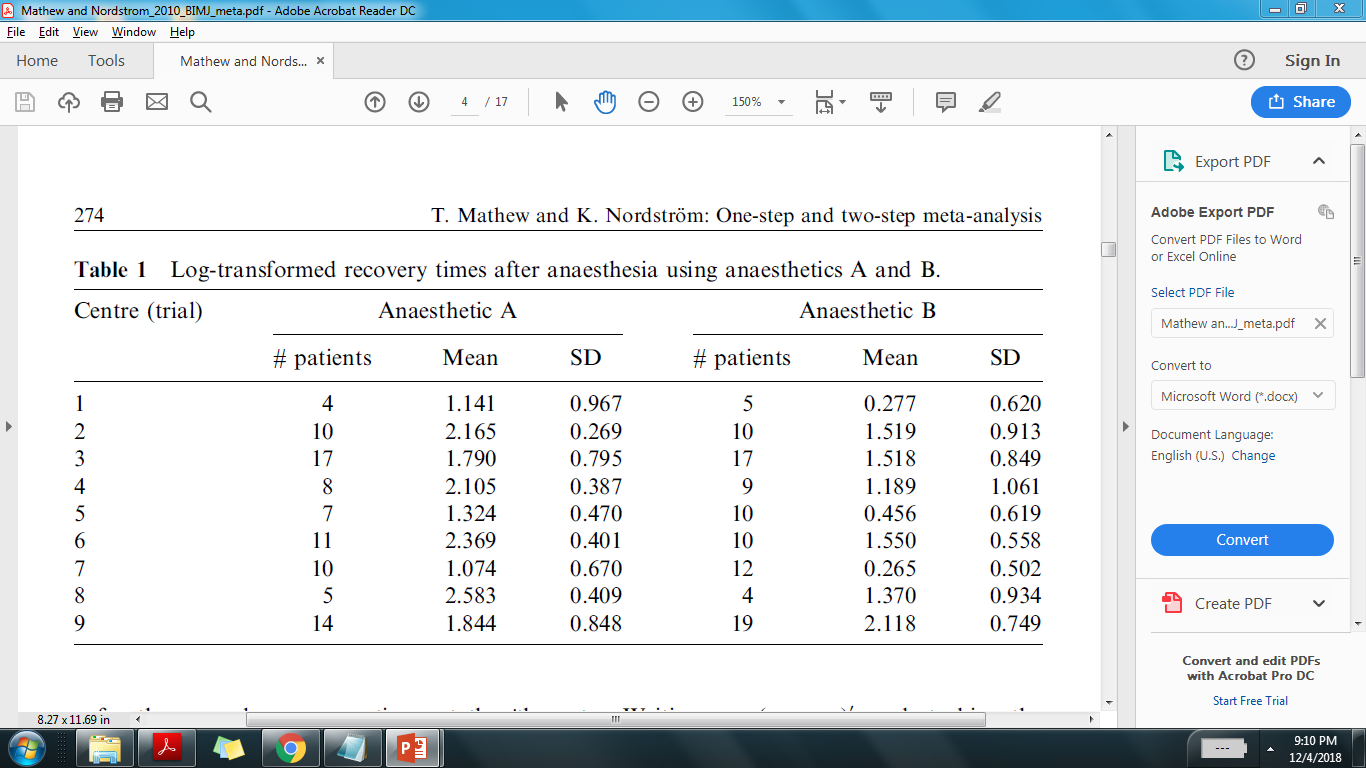 Mathew and Nordstrom_2010_BIMJ_meta.pdf - Adobe Acrobat Reader DC
File Edit View Window Help
Home Tools Mathew and Nords... × ? Sign In
4 / 17 150% Share
274 T. Mathew and K. Nordström: One-step and two-step meta-analysis
Table 1 Log-transformed recovery times after anaesthesia using anaesthetics A and B.
Centre (trial) Anaesthetic A Anaesthetic B
# patients Mean SD # patients Mean SD
1 4 1.141 0.967 5 0.277 0.620
2 10 2.165 0.269 10 1.519 0.913
3 17 1.790 0.795 17 1.518 0.849
4 8 2.105 0.387 9 1.189 1.061
5 7 1.324 0.470 10 0.456 0.619
6 11 2.369 0.401 10 1.550 0.558
7 10 1.074 0.670 12 0.265 0.502
8 5 2.583 0.409 4 1.370 0.934
9 14 1.844 0.848 19 2.118 0.749
8.27 x 11.69 in
Export PDF
Adobe Export PDF
Convert PDF Files to Word
or Excel Online
Select PDF File
Mathew an...J_meta.pdf
Convert to
Microsoft Word (*.docx)
Document Language:
English (U.S.) Change
Convert
Create PDF
Convert and edit PDFs
with Acrobat Pro DC
Start Free Trial
9:10 PM
12/4/2018